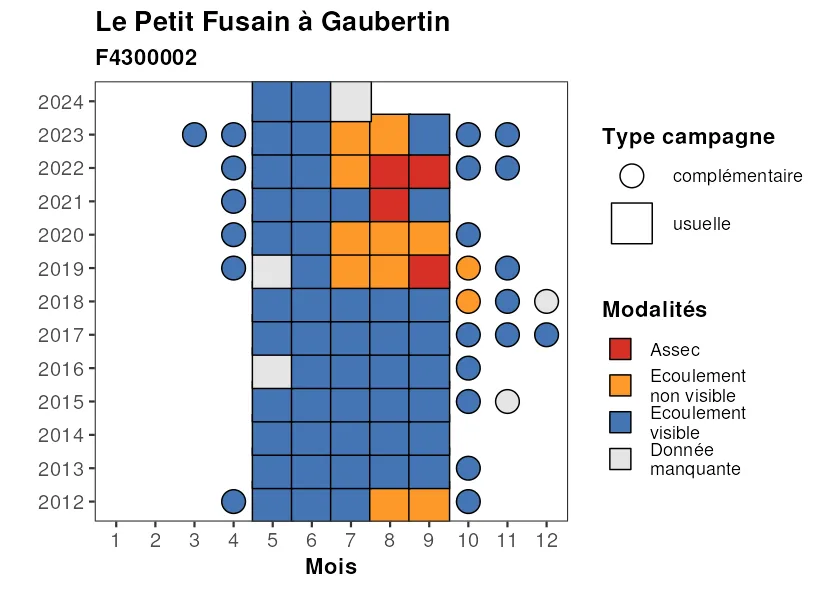 Le Petit Fusain à Gaubertin
F4300002
2024
2023
2022
2021
2020
2019
2018
2017
2016
2015
2014
2013
2012
1 2 3 4 5 6 7 8 9 10 11 12
Mois
Type campagne
complémentaire
usuelle
Modalités
Assec
Ecoulement
non visible
Ecoulement
visible
Donnée
manquante